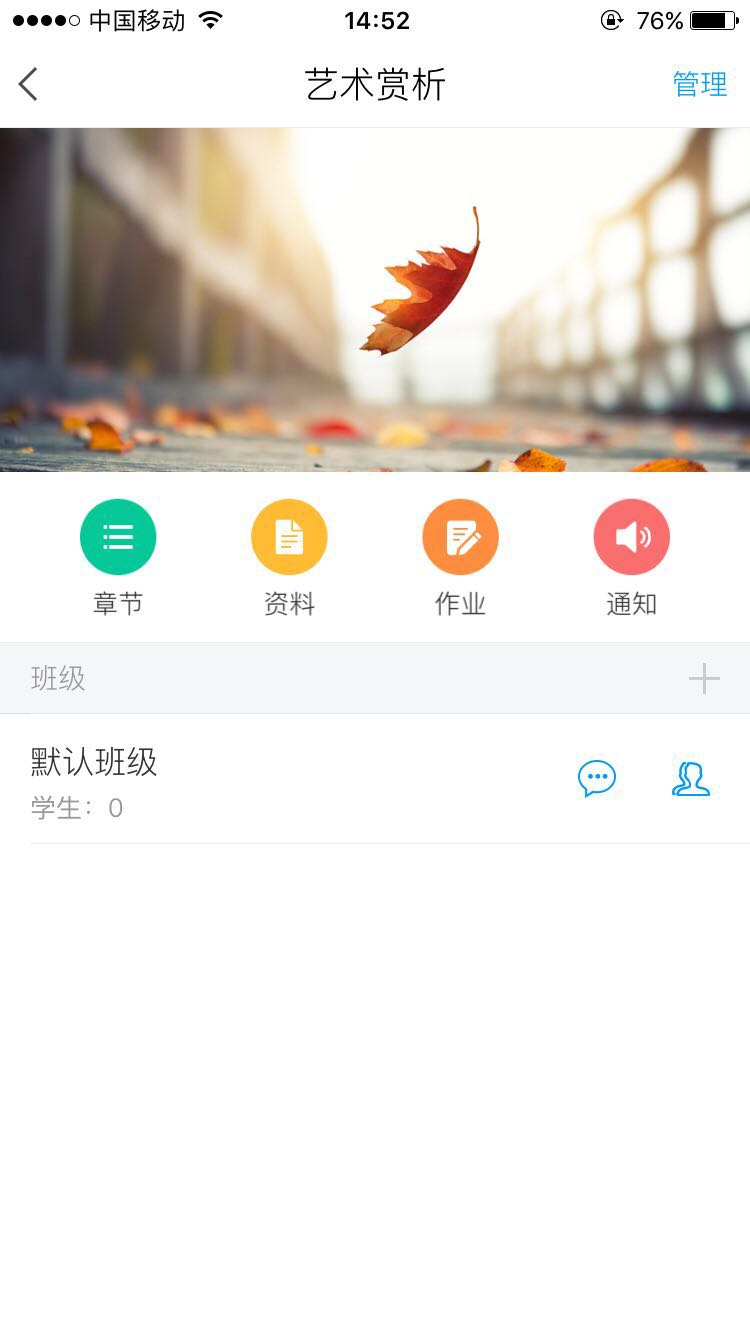 中国移动 14:52 76%
艺术赏析 管理
章节 资料 作业 通知
班级
默认班级
学生：0